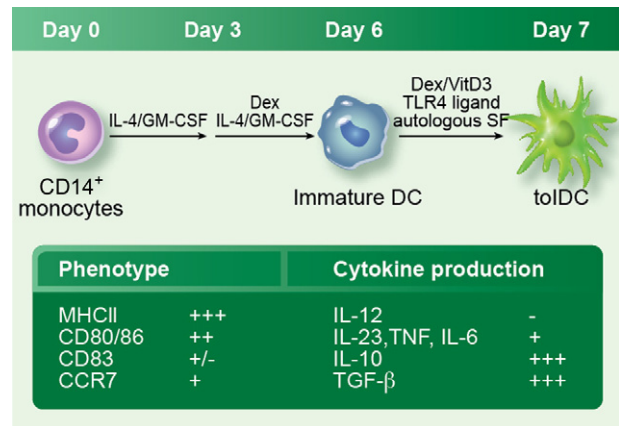 Day 0 Day 3 Day 6 Day 7
IL-4/GM-CSF
Dex
IL-4/GM-CSF
Dex/VitD3
TLR4 ligand
autologous SF
CD14+
monocytes
Immature DC
tolDC
Phenotype Cytokine production
MHCII +++ IL-12 -
CD80/86 ++ IL-23,TNF, IL-6 +
CD83 +/- IL-10 +++
CCR7 + TGF-β +++